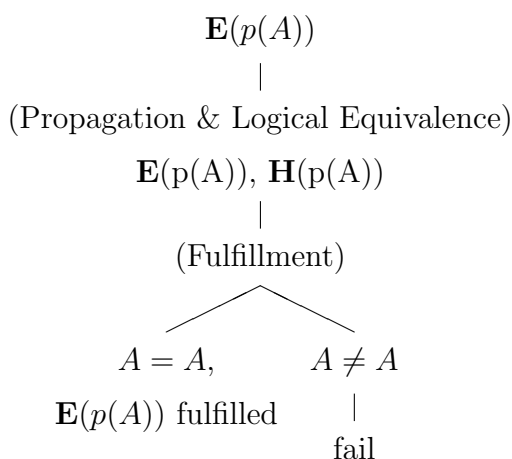 E(p(A))
(Propagation & Logical Equivalence)
E(p(A)), H(p(A))
(Fulfillment)
A = A, A ≠ A
E(p(A)) fulfilled
fail